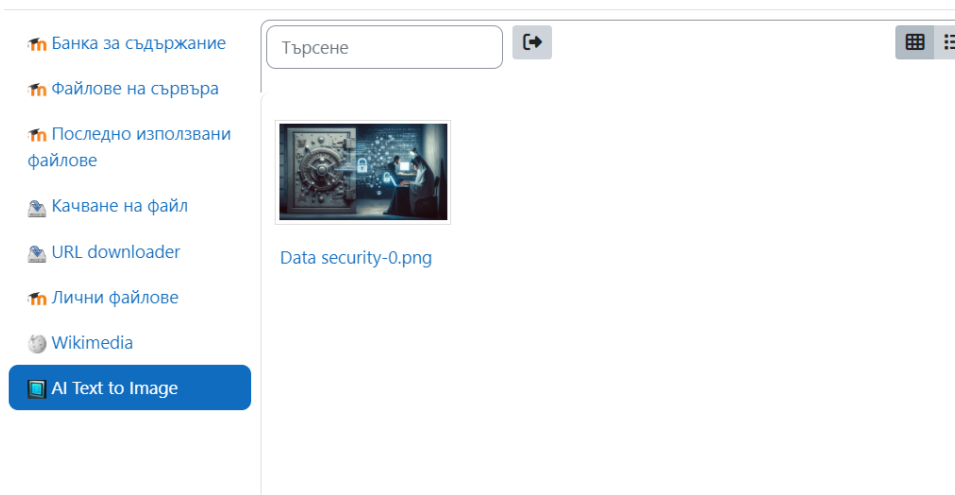 Банка за съдържание
Файлове на сървъра
Последно използвани
файлове
Качване на файл
URL downloader
Лични файлове
Wikimedia
AI Text to Image
Търсене
Data security-0.png